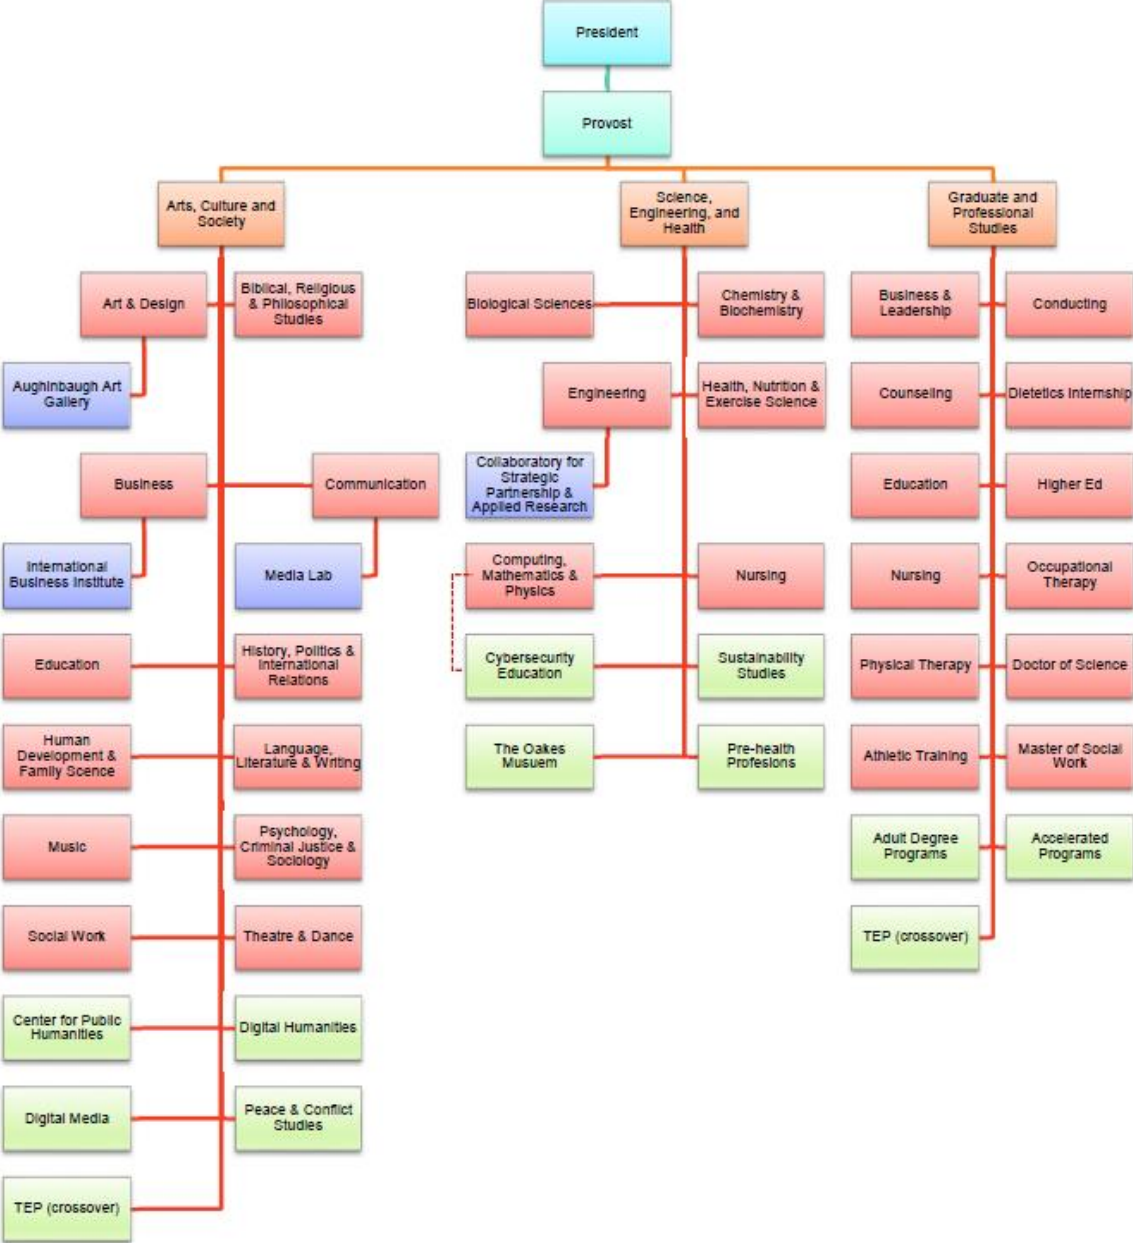 President
Provost
Arts, Culture and
Society
Science,
Engineering, and
Health
Graduate and
Professional
Studies
Art & Design
Biblical, Religious
& Philosophical
Studies
Biological Sciences
Chemistry &
Biochemistry
Business &
Leadership
Conducting
Aughinbaugh Art
Gallery
Engineering
Health, Nutrition &
Exercise Science
Counseling
Dietetics Internship
Business
Communication
Collaboratory for
Strategic
Partnership &
Applied Research
Education
Higher Ed
International
Business Institute
Media Lab
Computing,
Mathematics &
Physics
Nursing
Nursing
Occupational
Therapy
Education
History, Politics &
International
Relations
Cybersecurity
Education
Sustainability
Studies
Physical Therapy
Doctor of Science
Human
Development &
Family Scence
Language,
Literature & Writing
The Oakes
Musuem
Pre-health
Profesions
Athletic Training
Master of Social
Work
Music
Psychology,
Criminal Justice &
Sociology
Adult Degree
Programs
Accelerated
Programs
Social Work
Theatre & Dance
TEP (crossover)
Center for Public
Humanities
Digital Humanities
Digital Media
Peace & Conflict
Studies
TEP (crossover)